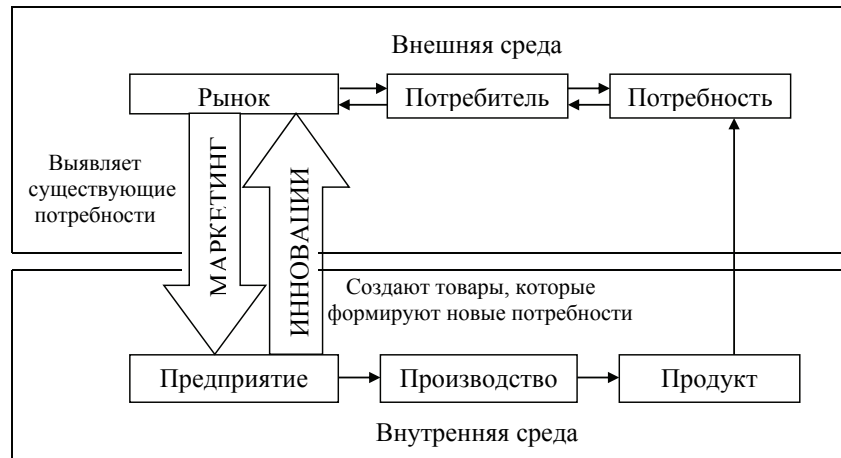 Внешняя среда
Рынок
Потребитель
Потребность
Выявляет
существующие
потребности
МАРКЕТИНГ
ИННОВАЦИИ
Создают товары, которые
формируют новые потребности
Предприятие
Производство
Продукт
Внутренняя среда